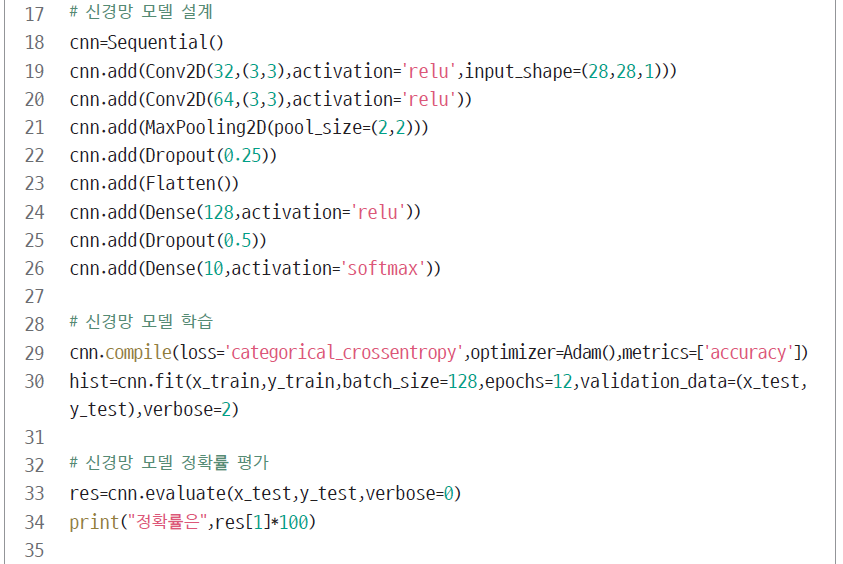 17 # 신경망 모델 설계
18 cnn=Sequential()
19 cnn.add(Conv2D(32,(3,3),activation='relu',input_shape=(28,28,1)))
20 cnn.add(Conv2D(64,(3,3),activation='relu'))
21 cnn.add(MaxPooling2D(pool_size=(2,2)))
22 cnn.add(Dropout(0.25))
23 cnn.add(Flatten())
24 cnn.add(Dense(128,activation='relu'))
25 cnn.add(Dropout(0.5))
26 cnn.add(Dense(10,activation='softmax'))
27
28 # 신경망 모델 학습
29 cnn.compile(loss='categorical_crossentropy',optimizer=Adam(),metrics=['accuracy'])
30 hist=cnn.fit(x_train,y_train,batch_size=128,epochs=12,validation_data=(x_test,
y_test),verbose=2)
31
32 # 신경망 모델 정확률 평가
33 res=cnn.evaluate(x_test,y_test,verbose=0)
34 print("정확률은",res[1]*100)
35